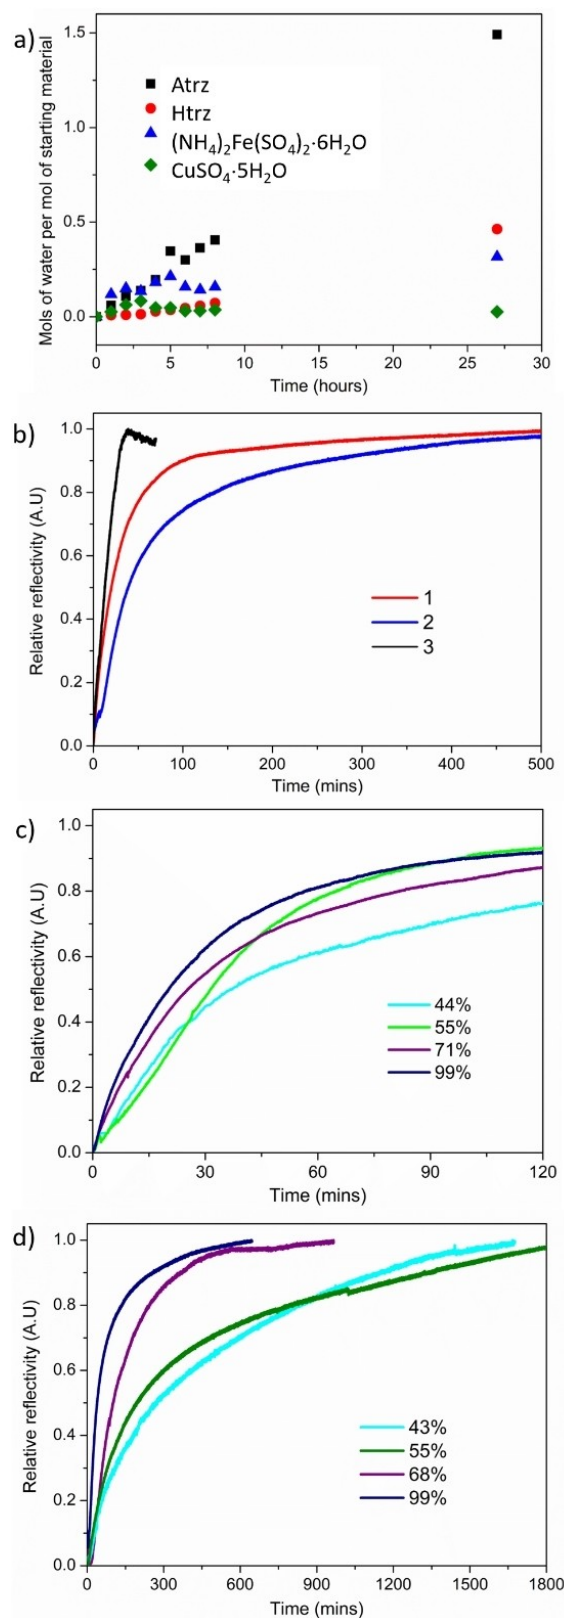 a)
Mols of water per mol of starting material
1.5
1.0
0.5
0.0
Atrz
Htrz
(NH₄)₂Fe(SO₄)₂·6H₂O
CuSO₄·5H₂O
0 5 10 15 20 25 30
Time (hours)
b)
Relative reflectivity (A.U)
1.0
0.8
0.6
0.4
0.2
0.0
1
2
3
0 100 200 300 400 500
Time (mins)
c)
Relative reflectivity (A.U)
1.0
0.8
0.6
0.4
0.2
0.0
44%
55%
71%
99%
0 30 60 90 120
Time (mins)
d)
Relative reflectivity (A.U)
1.0
0.8
0.6
0.4
0.2
0.0
43%
55%
68%
99%
0 300 600 900 1200 1500 1800
Time (mins)